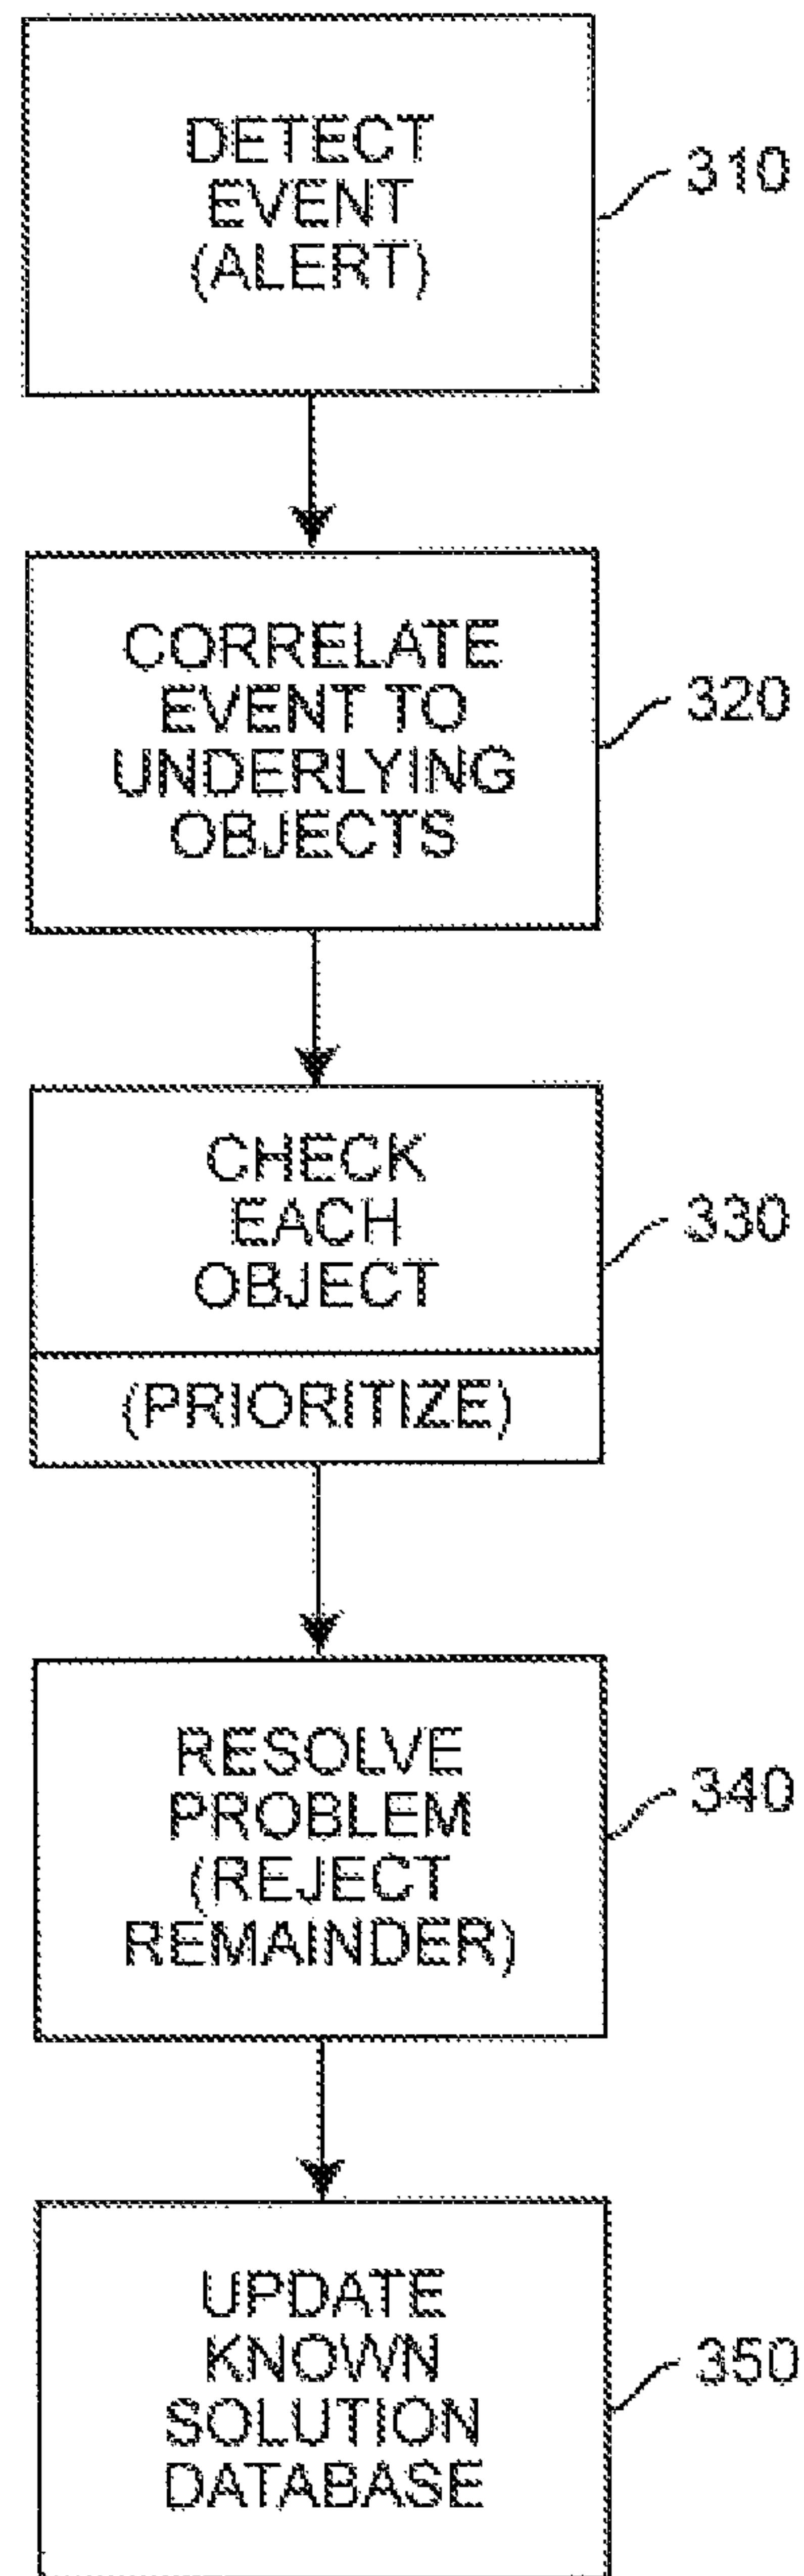 DETECT
EVENT
(ALERT)
310
CORRELATE
EVENT TO
UNDERLYING
OBJECTS
320
CHECK
EACH
OBJECT
330
(PRIORITIZE)
RESOLVE
PROBLEM
(REJECT
REMAINDER)
340
UPDATE
KNOWN
SOLUTION
DATABASE
350